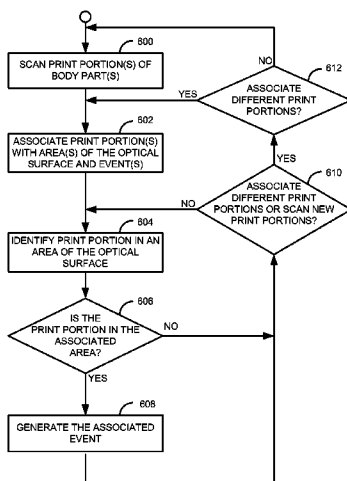 600
SCAN PRINT PORTION(S) OF
BODY PART(S)
602
ASSOCIATE PRINT PORTION(S)
WITH AREA(S) OF THE OPTICAL
SURFACE AND EVENT(S)
604
IDENTIFY PRINT PORTION IN AN
AREA OF THE OPTICAL
SURFACE
606
IS THE
PRINT PORTION IN THE
ASSOCIATED
AREA?
NO
YES
608
GENERATE THE ASSOCIATED
EVENT
NO
612
ASSOCIATE
DIFFERENT PRINT
PORTIONS?
YES
YES
610
ASSOCIATE
DIFFERENT PRINT
PORTIONS OR SCAN NEW
PRINT PORTIONS?
NO